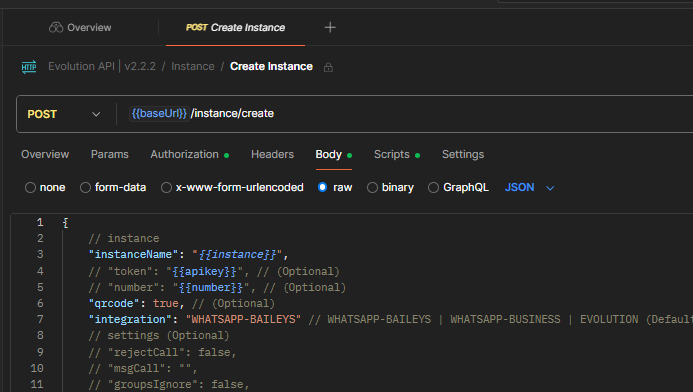 Overview
POST Create Instance
HTTP Evolution API | v2.2.2 / Instance / Create Instance
POST {{baseUrl}}/instance/create
Overview Params Authorization Headers Body Scripts Settings
none form-data x-www-form-urlencoded raw binary GraphQL JSON
1 {
2 // instance
3 "instanceName": "{{instance}}",
4 // "token": "{{apikey}}", // (Optional)
5 // "number": "{{number}}", // (Optional)
6 "qrcode": true, // (Optional)
7 "integration": "WHATSAPP-BAILEYS" // WHATSAPP-BAILEYS | WHATSAPP-BUSINESS | EVOLUTION (Defau
8 // settings (Optional)
9 // "rejectCall": false,
10 // "msgCall": "",
11 // "groupsIgnore": false,